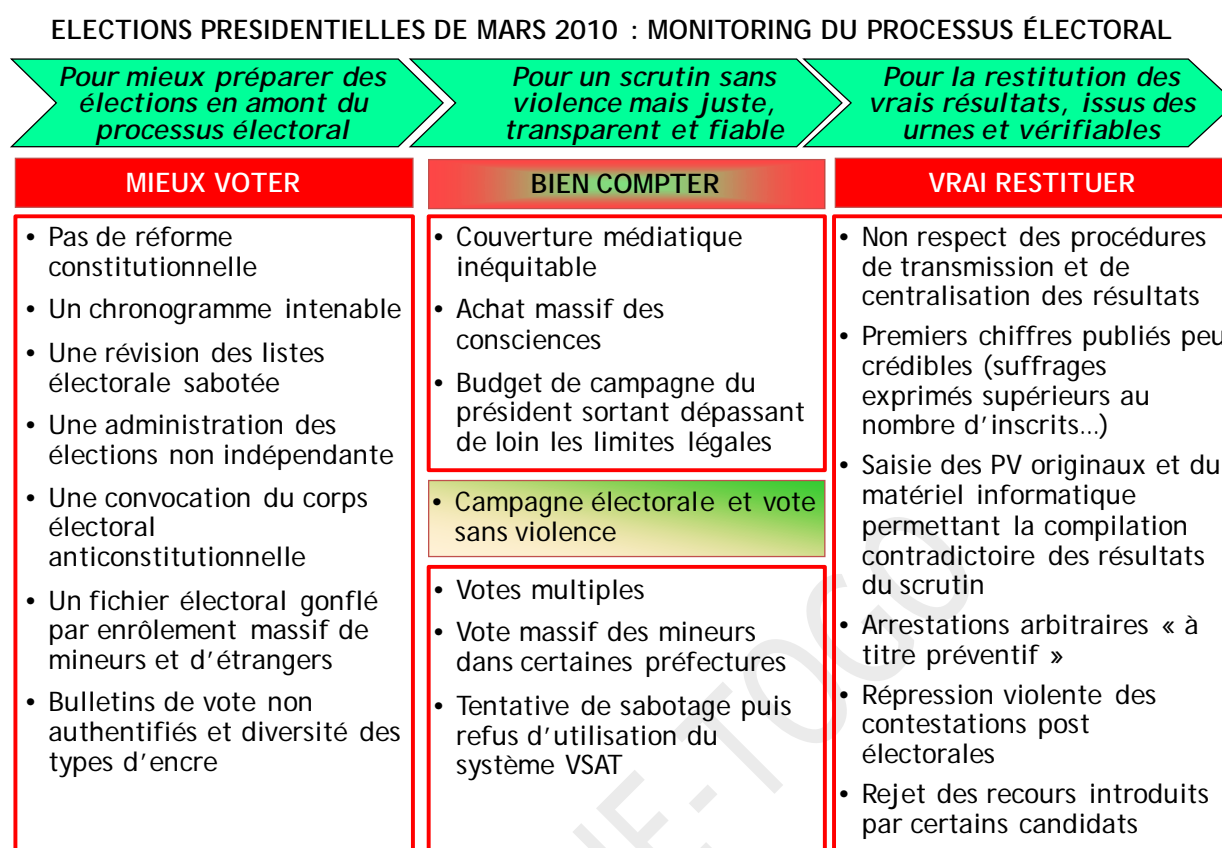 ELECTIONS PRESIDENTIELLES DE MARS 2010 : MONITORING DU PROCESSUS ÉLECTORAL
Pour mieux préparer des
élections en amont du
processus électoral
Pour un scrutin sans
violence mais juste,
transparent et fiable
Pour la restitution des
vrais résultats, issus des
urnes et vérifiables
MIEUX VOTER
• Pas de réforme
constitutionnelle
• Un chronogramme intenable
• Une révision des listes
électorale sabotée
• Une administration des
élections non indépendante
• Une convocation du corps
électoral
anticonstitutionnelle
• Un fichier électoral gonflé
par enrôlement massif de
mineurs et d'étrangers
• Bulletins de vote non
authentifiés et diversité des
types d'encre
BIEN COMPTER
• Couverture médiatique
inéquitable
• Achat massif des
consciences
• Budget de campagne du
président sortant dépassant
de loin les limites légales
• Campagne électorale et vote
sans violence
• Votes multiples
• Vote massif des mineurs
dans certaines préfectures
• Tentative de sabotage puis
refus d'utilisation du
système VSAT
VRAI RESTITUER
• Non respect des procédures
de transmission et de
centralisation des résultats
• Premiers chiffres publiés peu
crédibles (suffrages
exprimés supérieurs au
nombre d'inscrits…)
• Saisie des PV originaux et du
matériel informatique
permettant la compilation
contradictoire des résultats
du scrutin
• Arrestations arbitraires « à
titre préventif »
• Répression violente des
contestations post
électorales
• Rejet des recours introduits
par certains candidats
E-TOGO